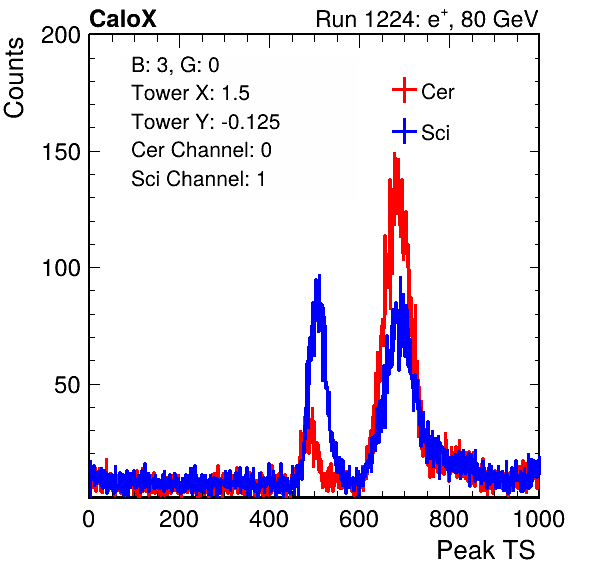 CaloX Run 1224: e⁺, 80 GeV
Counts
200
150
100
50
B: 3, G: 0
Tower X: 1.5
Tower Y: -0.125
Cer Channel: 0
Sci Channel: 1
Cer
Sci
0 200 400 600 800 1000
Peak TS